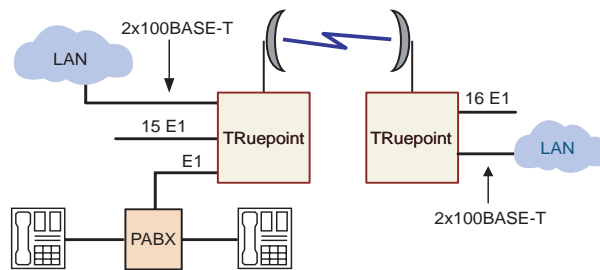 2x100BASE-T
LAN
15 E1
TRuepoint
E1
PABX
TRuepoint
16 E1
LAN
2x100BASE-T